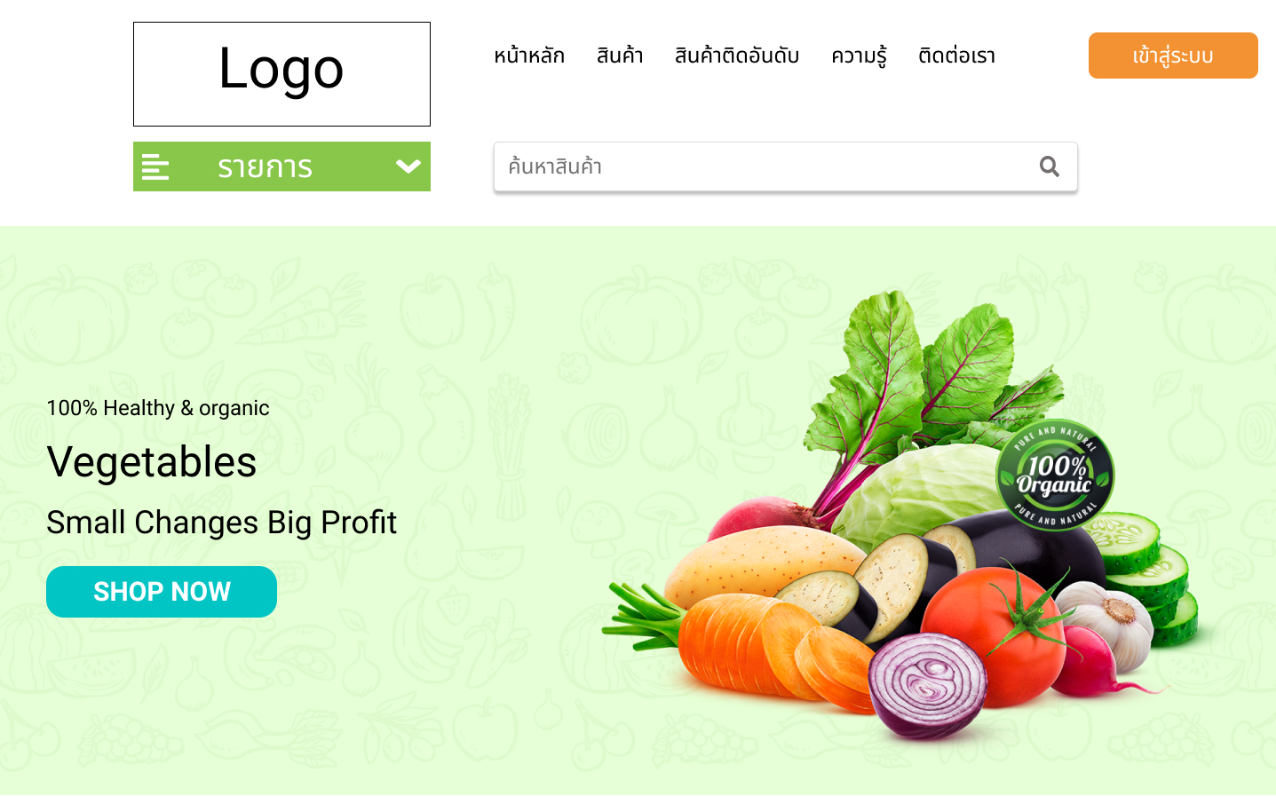 Logo
หน้าหลัก สินค้า สินค้าติดอันดับ ความรู้ ติดต่อเรา
เข้าสู่ระบบ
รายการ
ค้นหาสินค้า
100% Healthy & organic
Vegetables
Small Changes Big Profit
SHOP NOW
PURE AND NATURAL
100%
Organic
PURE AND NATURAL